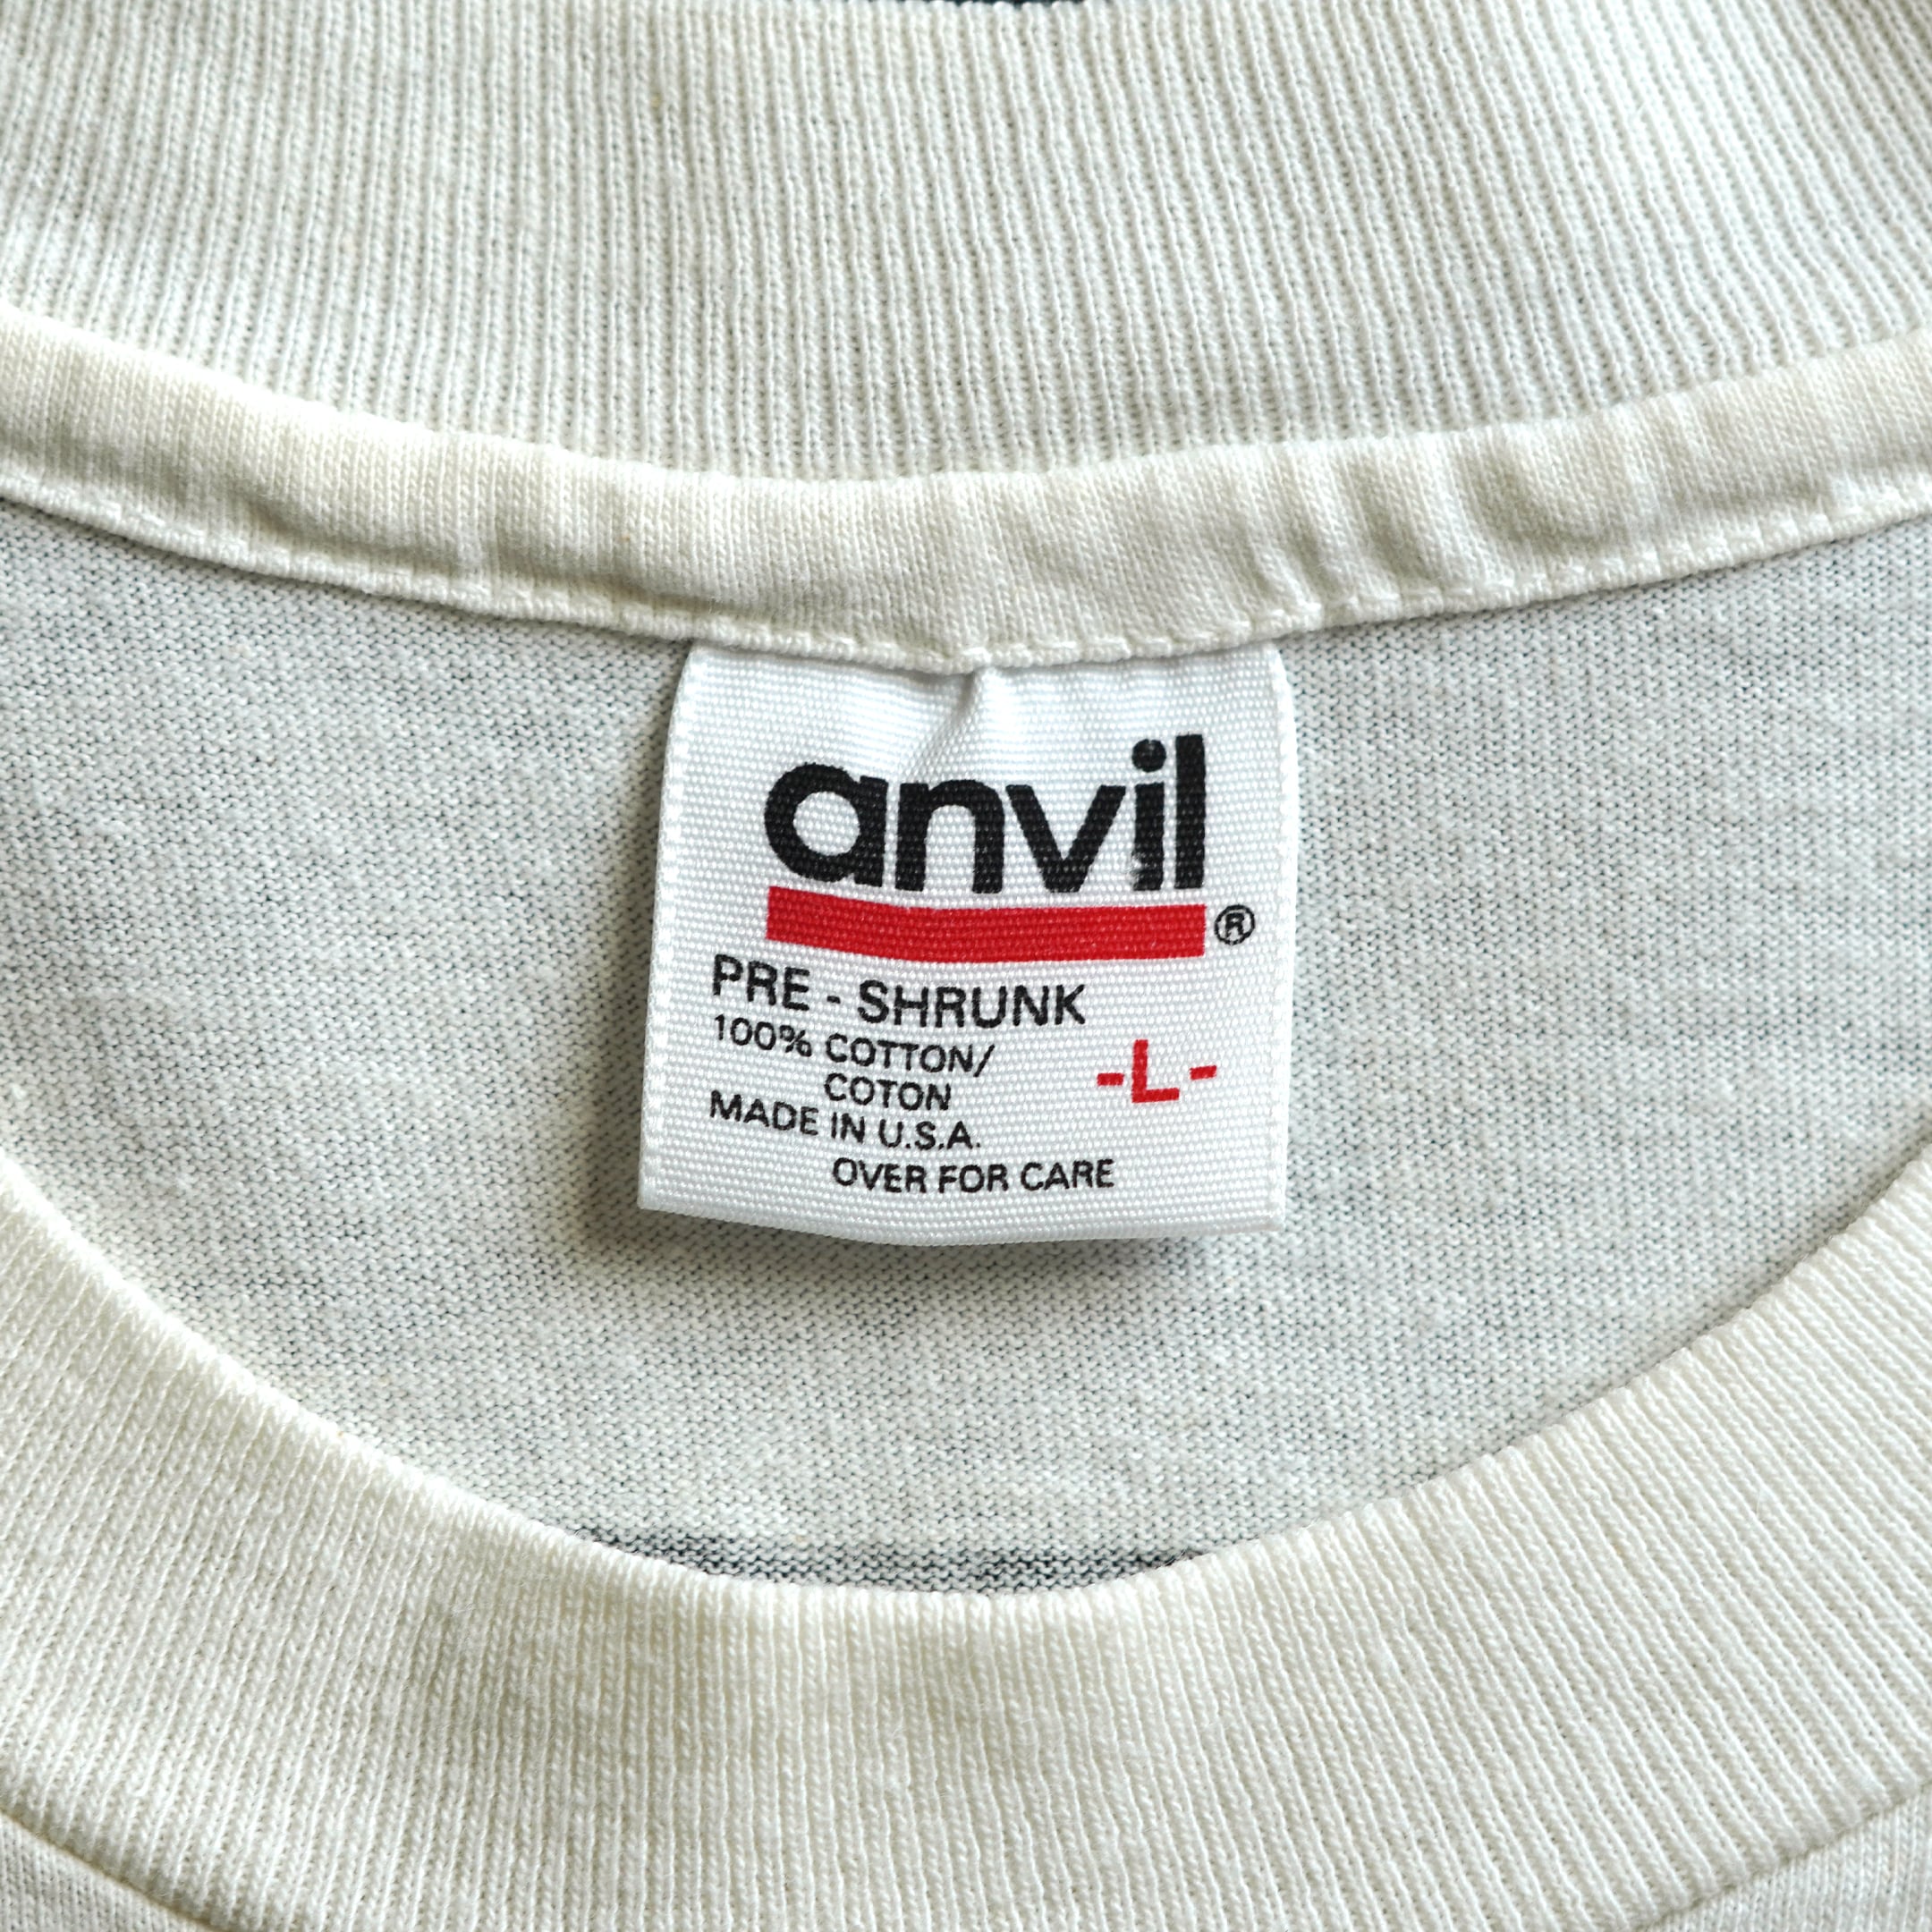 anvil
®
PRE - SHRUNK
100% COTTON/
COTON
-L-
MADE IN U.S.A.
OVER FOR CARE